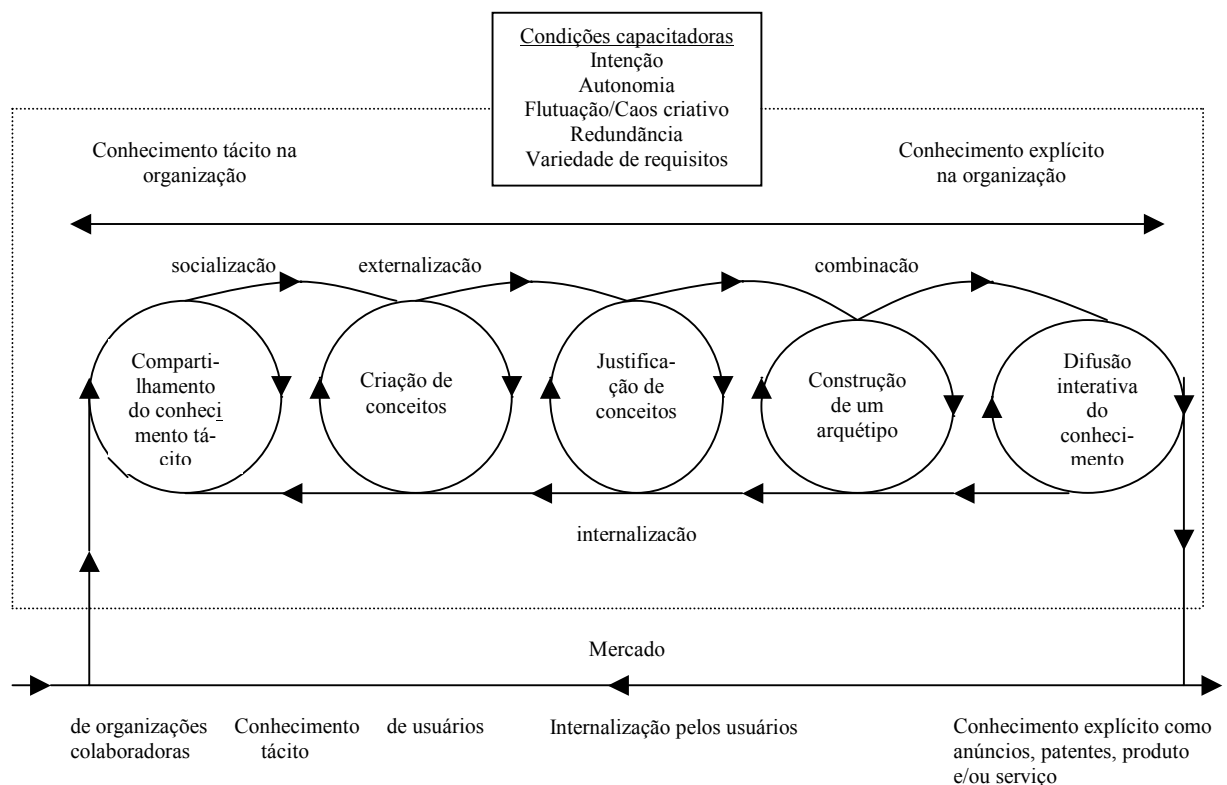 Condições capacitadoras
Intenção
Autonomia
Flutuação/Caos criativo
Redundãncia
Variedade de requisitos
Conhecimento tácito na
organização
Conhecimento explícito
na organização
socialização
externalização
combinacão
Comparti-
lhamento
do conheci
mento tá-
cito
Criação de
conceitos
Justifica-
ção de
conceitos
Construção
de um
arquétipo
Difusão
interativa
do
conheci-
mento
internalizacão
Mercado
de organizações
colaboradoras
Conhecimento
tácito
de usuários
Internalização pelos usuários
Conhecimento explícito como
anúncios, patentes, produto
e/ou serviço